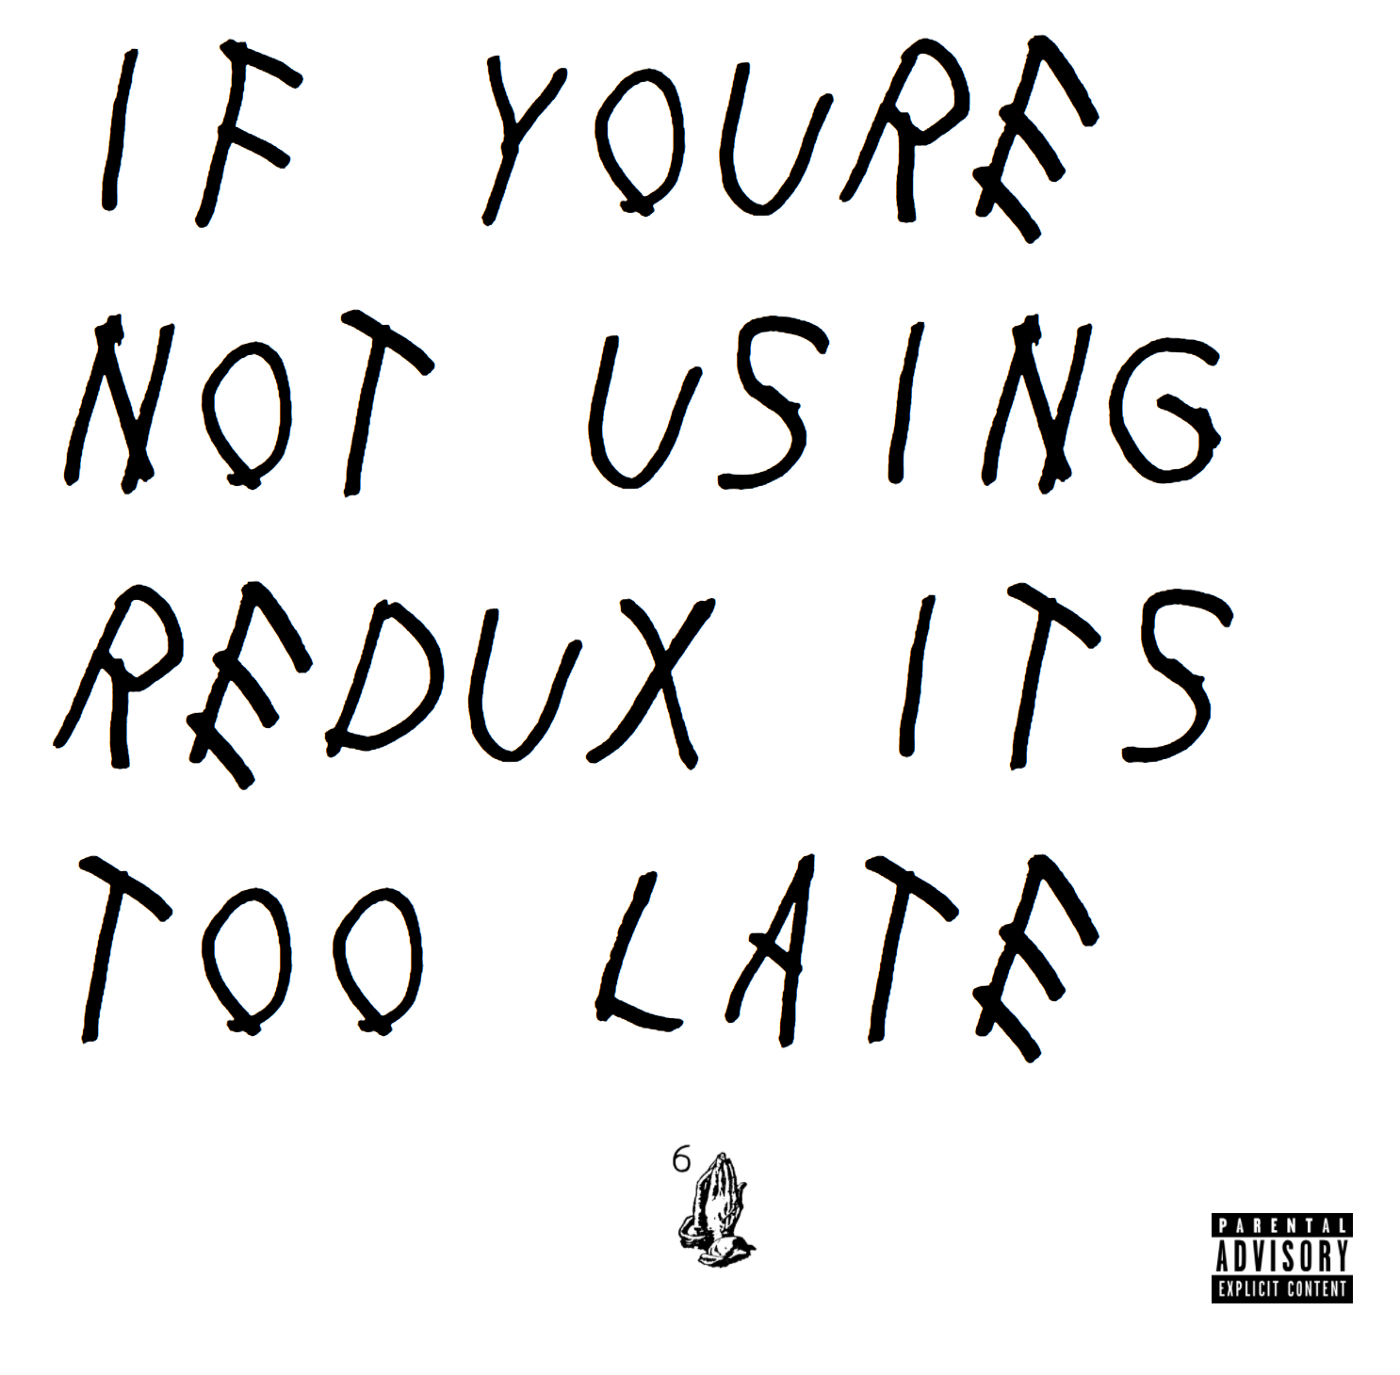 IF YOURE
NOT USING
REDUX ITS
TOO LATE
6
PARENTAL
ADVISORY
EXPLICIT CONTENT